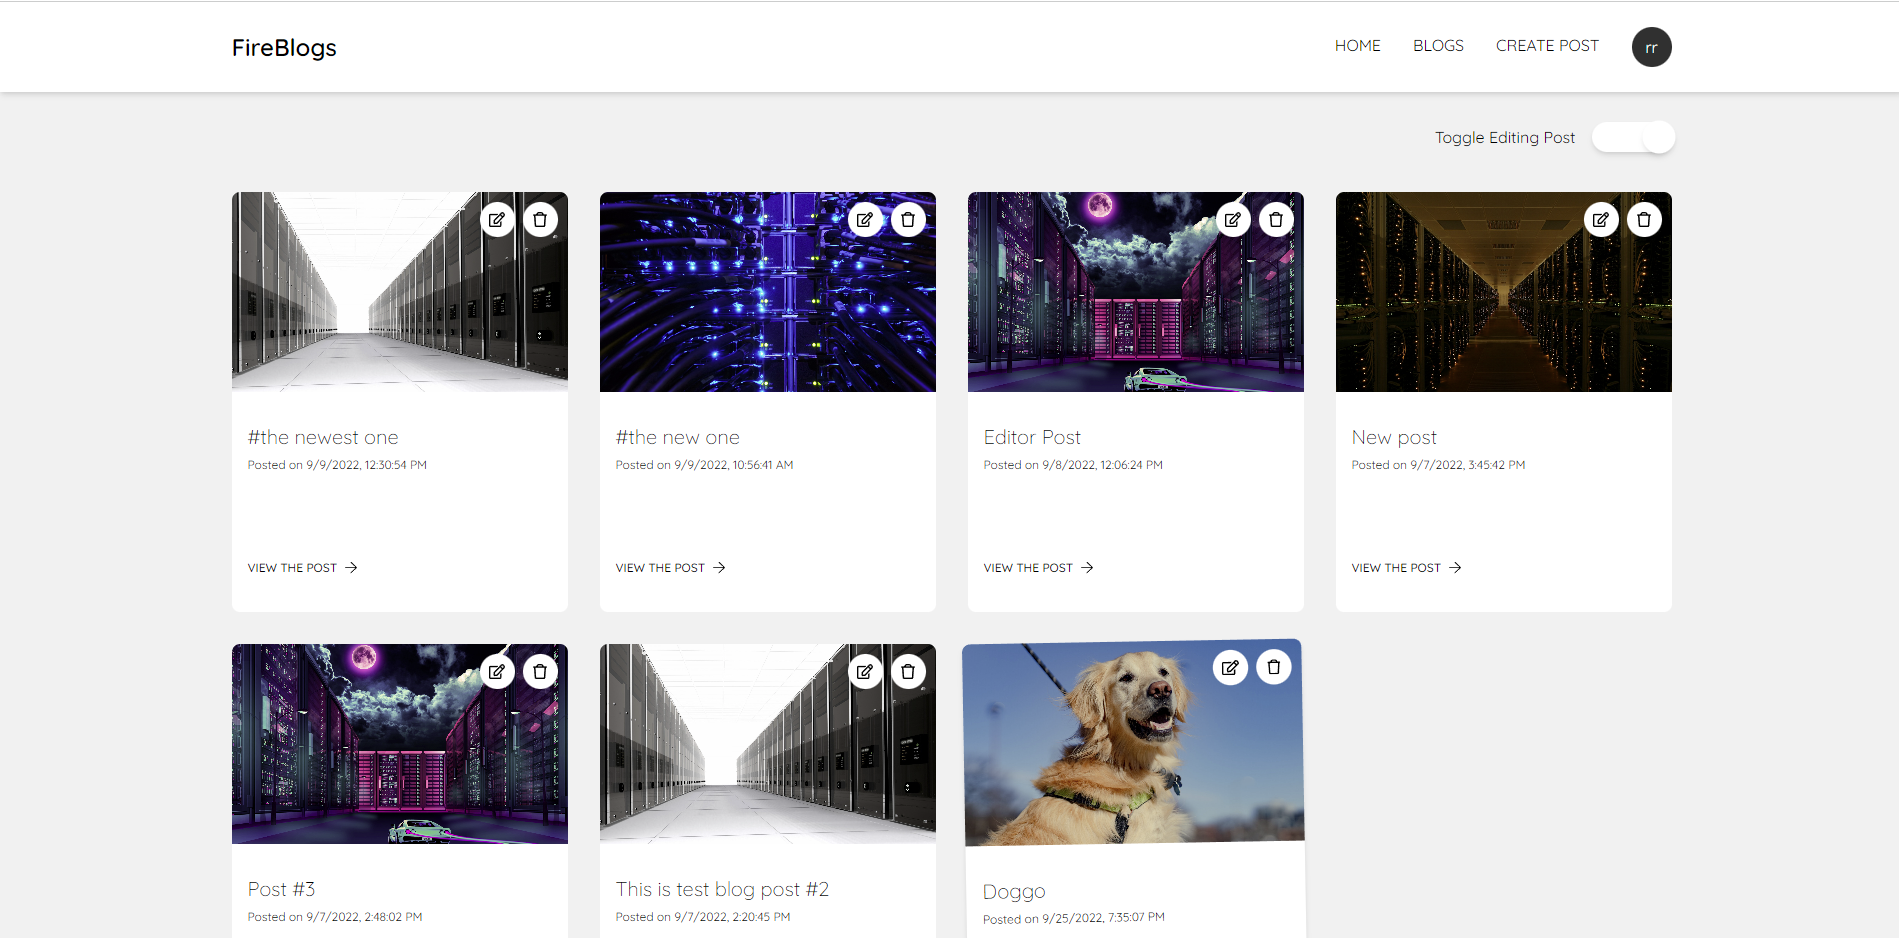 FireBlogs
HOME BLOGS CREATE POST rr
Toggle Editing Post
#the newest one
Posted on 9/9/2022, 12:30:54 PM
VIEW THE POST
#the new one
Posted on 9/9/2022, 10:56:41 AM
VIEW THE POST
Editor Post
Posted on 9/8/2022, 12:06:24 PM
VIEW THE POST
New post
Posted on 9/7/2022, 3:45:42 PM
VIEW THE POST
Post #3
Posted on 9/7/2022, 2:48:02 PM
This is test blog post #2
Posted on 9/7/2022, 2:20:45 PM
Doggo
Posted on 9/25/2022, 7:35:07 PM